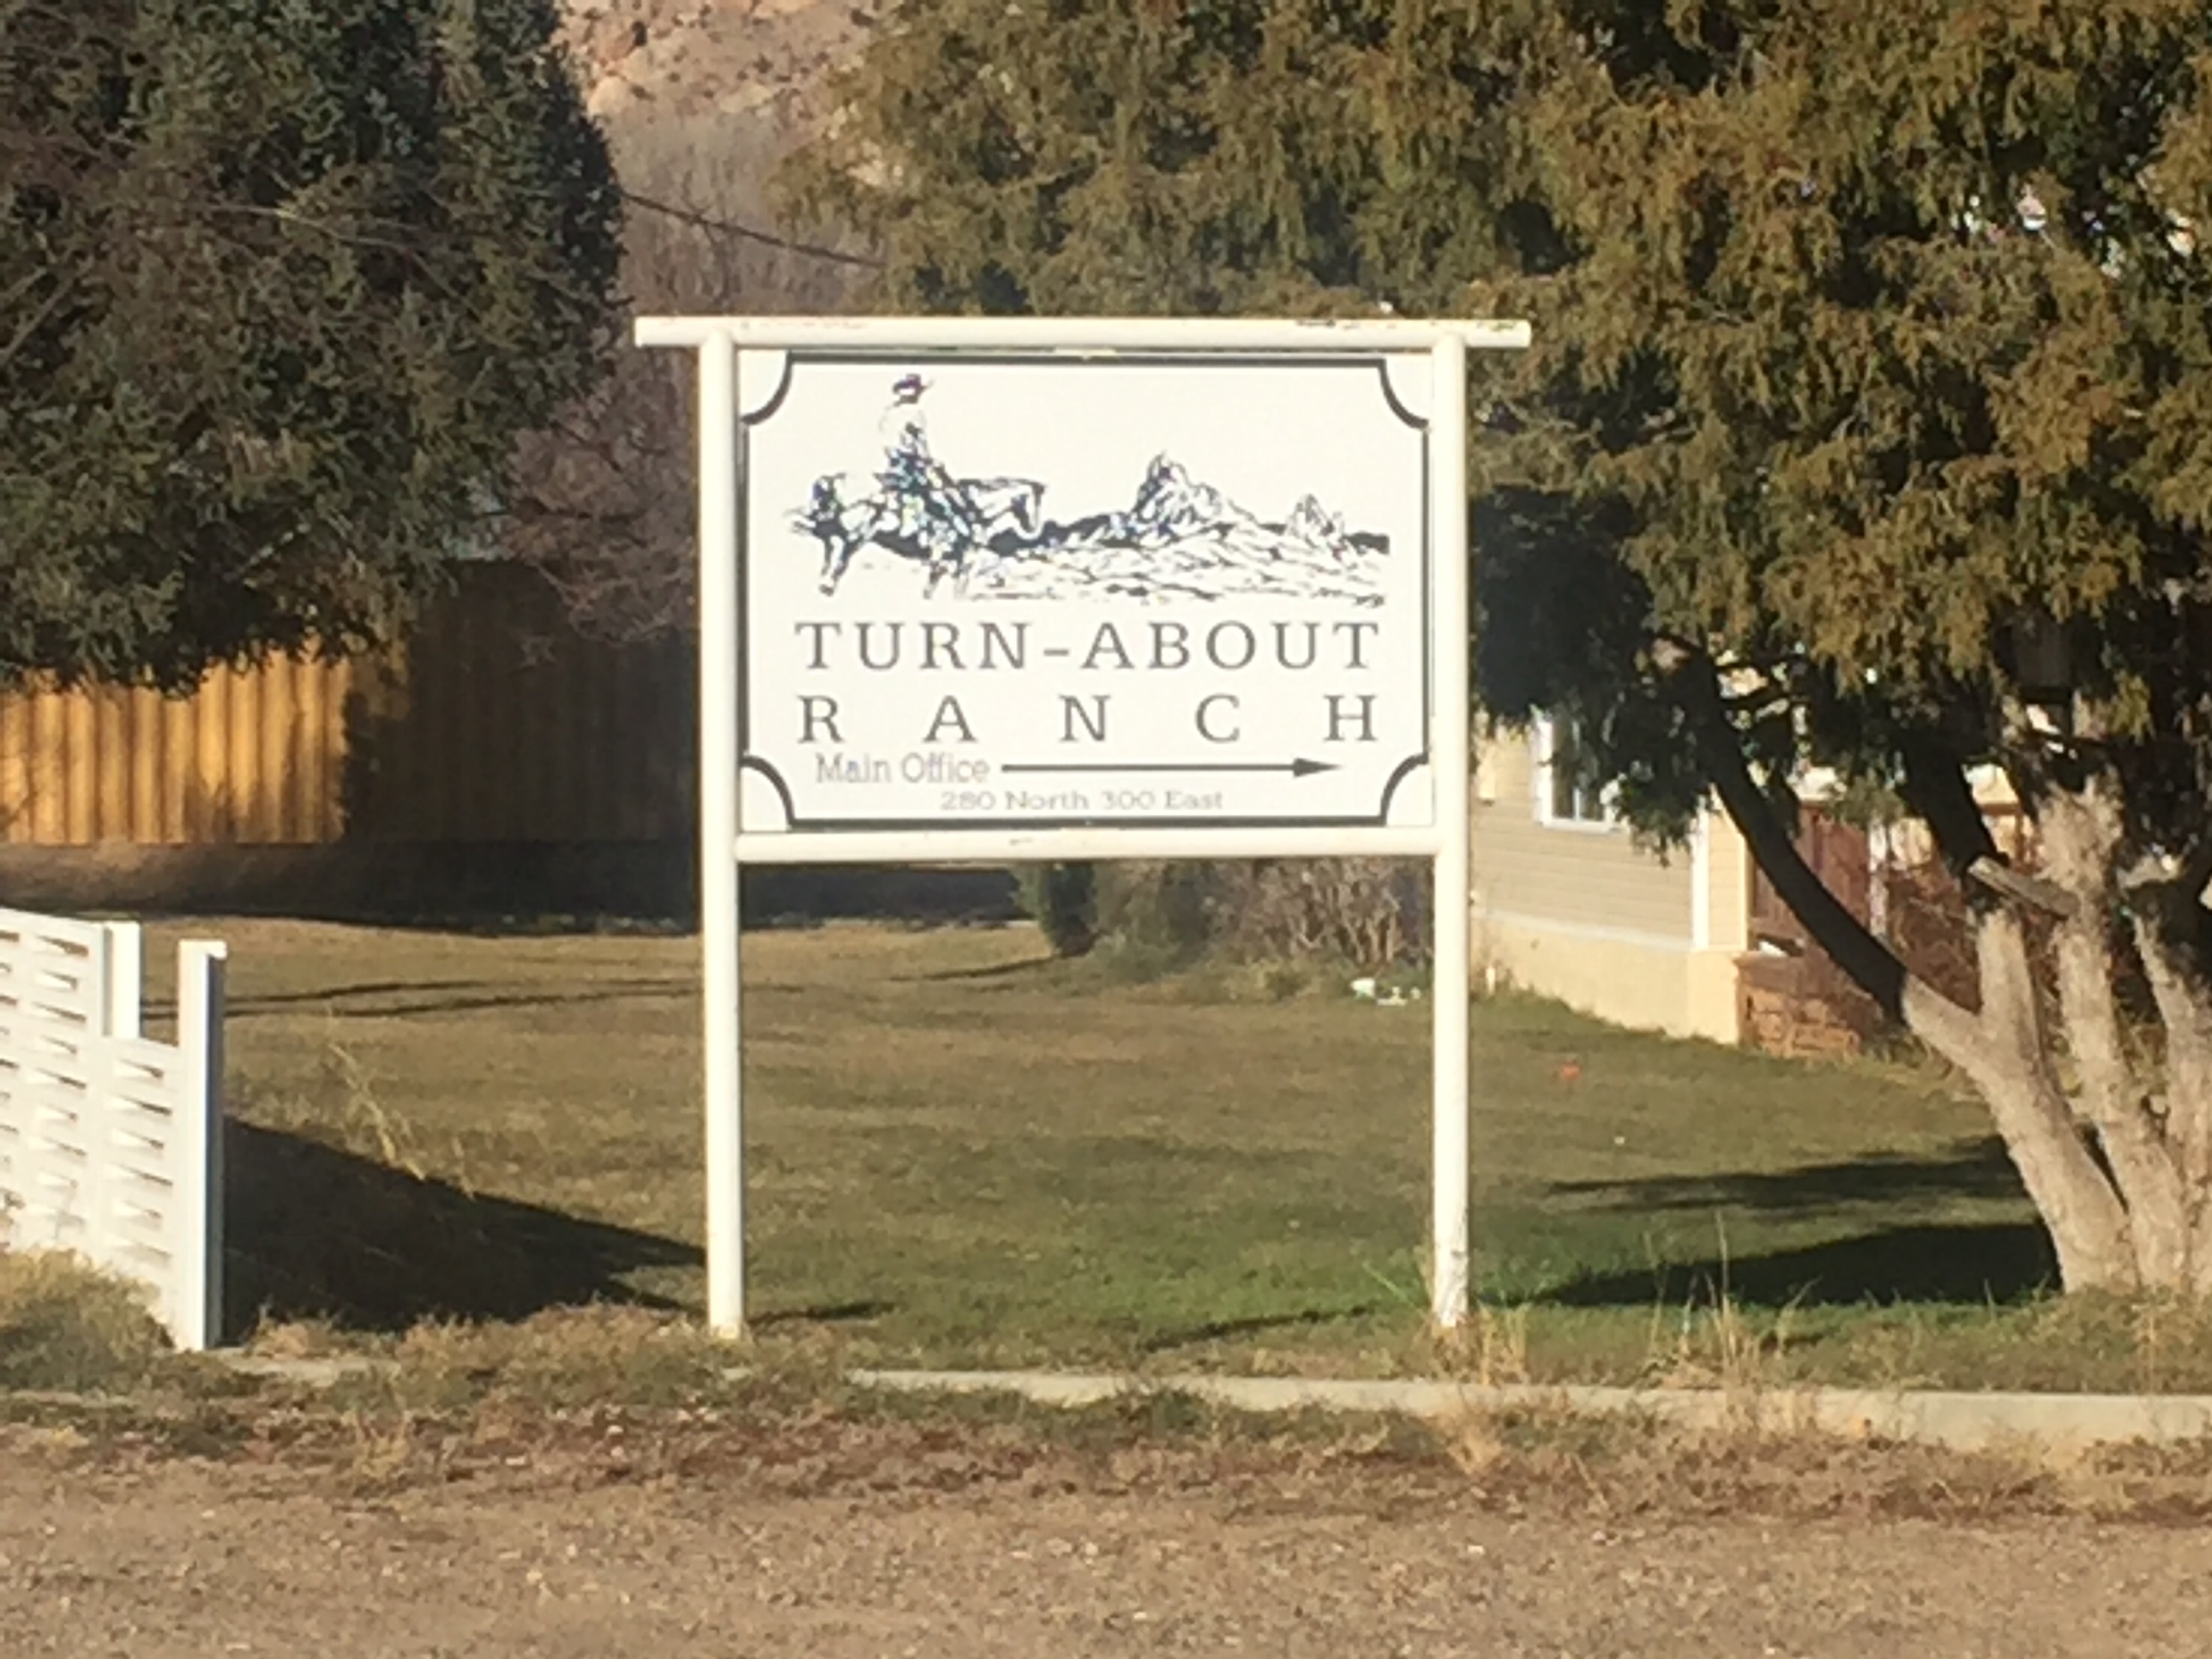 TURN-ABOUT
RANCH
Main Office
280 North 300 East